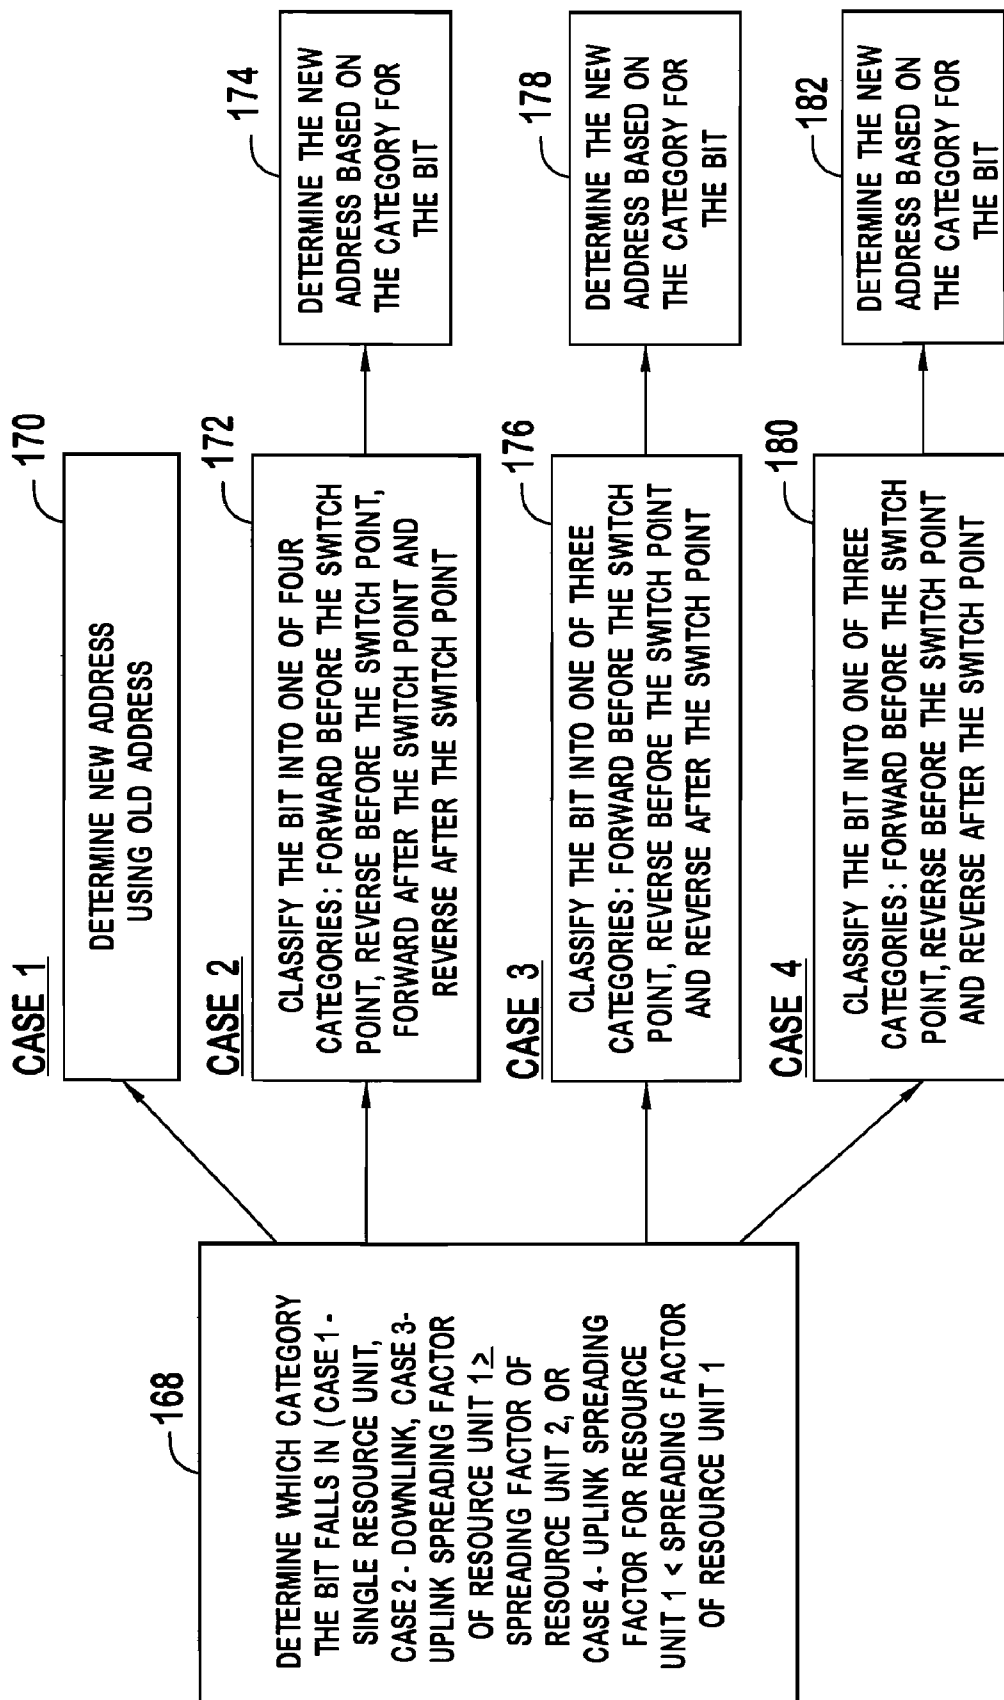 168
DETERMINE WHICH CATEGORY
THE BIT FALLS IN (CASE 1 -
SINGLE RESOURCE UNIT,
CASE 2 - DOWNLINK, CASE 3-
UPLINK SPREADING FACTOR
OF RESOURCE UNIT 1≥
SPREADING FACTOR OF
RESOURCE UNIT 2, OR
CASE 4 - UPLINK SPREADING
FACTOR FOR RESOURCE
UNIT 1 < SPREADING FACTOR
OF RESOURCE UNIT 1
CASE 1
170
DETERMINE NEW ADDRESS
USING OLD ADDRESS
CASE 2
172
CLASSIFY THE BIT INTO ONE OF FOUR
CATEGORIES: FORWARD BEFORE THE SWITCH
POINT, REVERSE BEFORE THE SWITCH POINT,
FORWARD AFTER THE SWITCH POINT AND
REVERSE AFTER THE SWITCH POINT
174
DETERMINE THE NEW
ADDRESS BASED ON
THE CATEGORY FOR
THE BIT
CASE 3
176
CLASSIFY THE BIT INTO ONE OF THREE
CATEGORIES: FORWARD BEFORE THE SWITCH
POINT, REVERSE BEFORE THE SWITCH POINT
AND REVERSE AFTER THE SWITCH POINT
178
DETERMINE THE NEW
ADDRESS BASED ON
THE CATEGORY FOR
THE BIT
CASE 4
180
CLASSIFY THE BIT INTO ONE OF THREE
CATEGORIES: FORWARD BEFORE THE SWITCH
POINT, REVERSE BEFORE THE SWITCH POINT
AND REVERSE AFTER THE SWITCH POINT
182
DETERMINE THE NEW
ADDRESS BASED ON
THE CATEGORY FOR
THE BIT